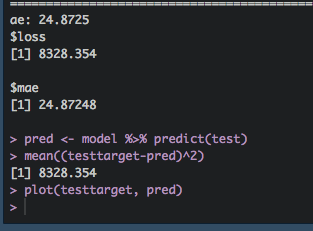 ae: 24.8725
$loss
[1] 8328.354
$mae
[1] 24.87248
> pred <- model %>% predict(test)
> mean((testtarget-pred)^2)
[1] 8328.354
> plot(testtarget, pred)
>